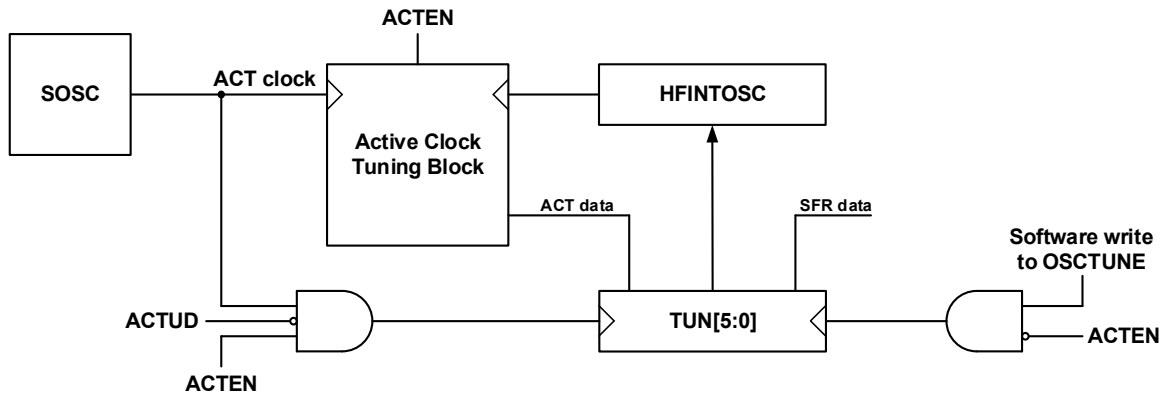 ACTEN
SOSC
ACT clock
HFINTOSC
Active Clock
Tuning Block
ACT data
SFR data
Software write
to OSCTUNE
ACTUD
TUN[5:0]
ACTEN
ACTEN